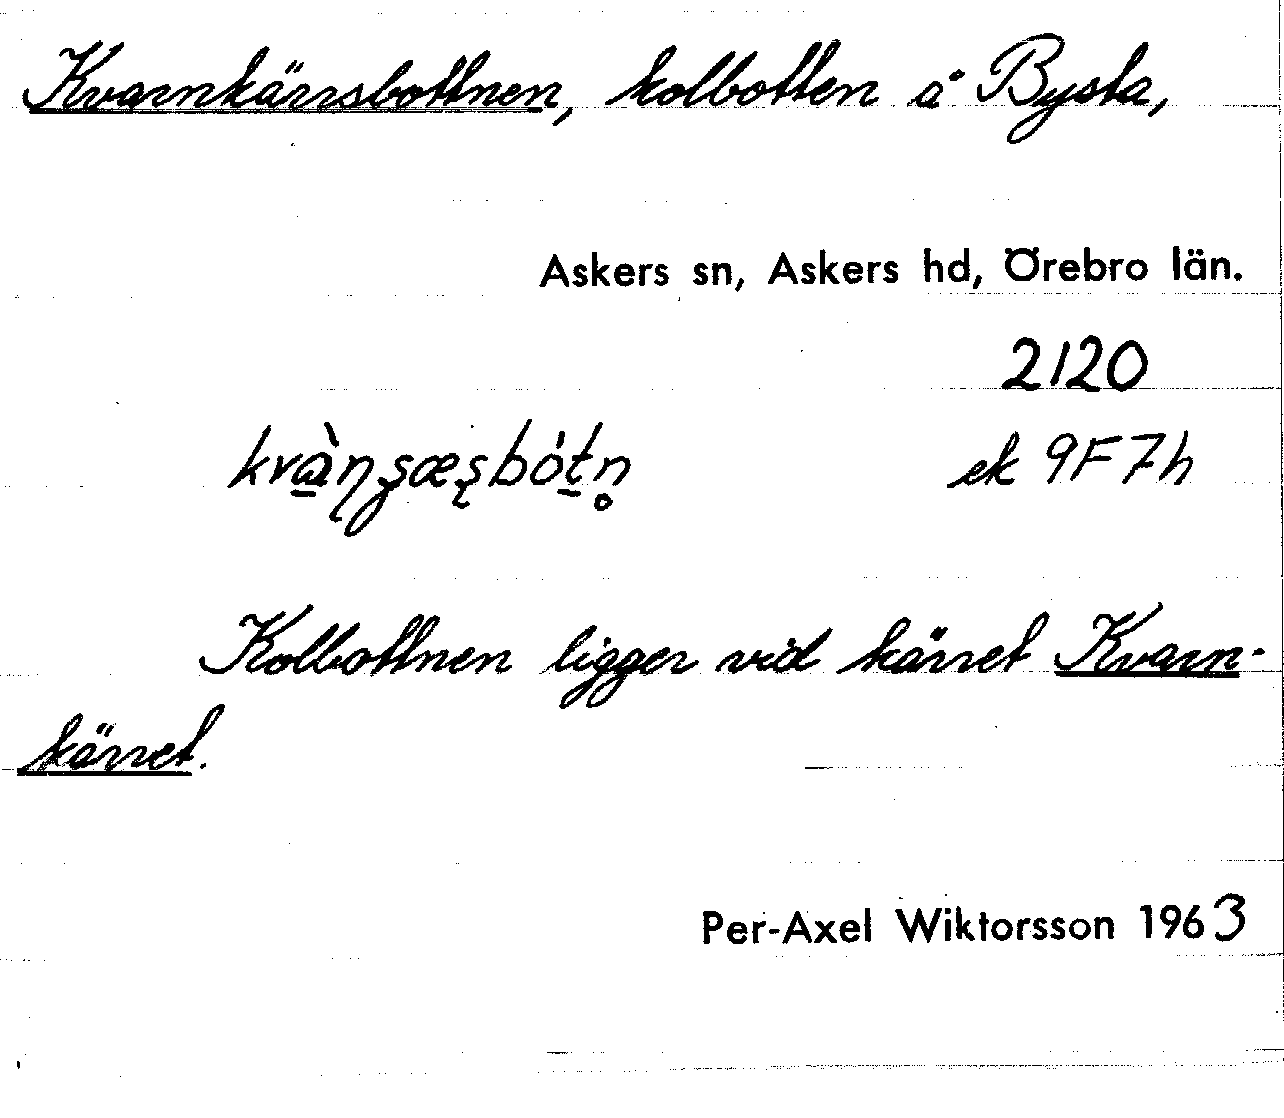 Kvarnkärrsbottnen, kolbotten å Bysta,
Askers sn, Askers hd, Örebro län.
2120
ek 9F7h
Kolbottnen ligger vid kärret Kvarn-
kärret.
Per-Axel Wiktorsson 1963